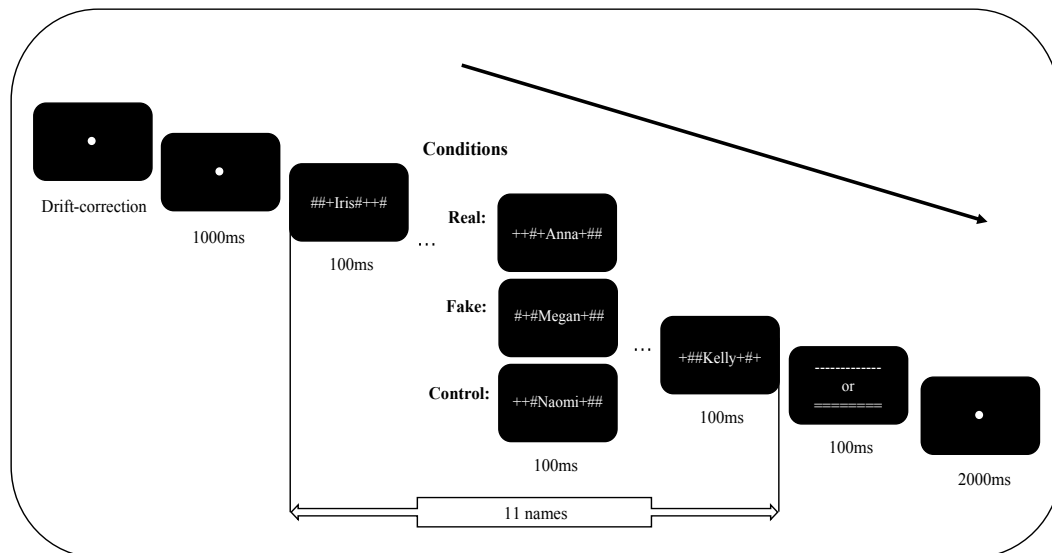 Conditions
Drift-correction
1000ms
##+Iris#++#
100ms
...
Real:
++#+Anna+##
Fake:
#+#Megan+##
Control:
++#Naomi+##
100ms
...
+##Kelly+#+
100ms
-------------
or
========
100ms
2000ms
11 names